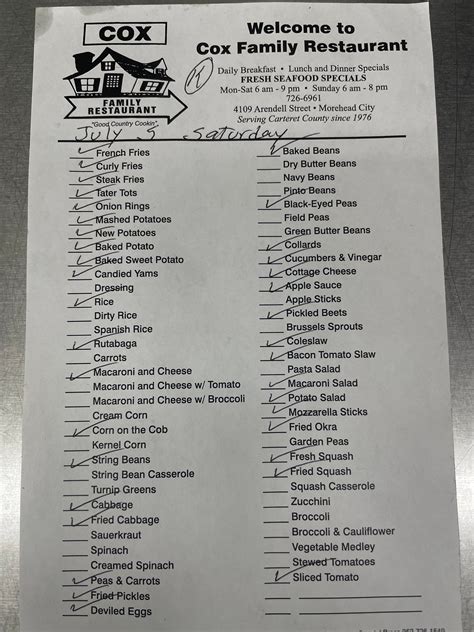 COX
FAMILY
RESTAURANT
"Good Country Cookin'"
Welcome to
Cox Family Restaurant
Daily Breakfast • Lunch and Dinner Specials
FRESH SEAFOOD SPECIALS
Mon-Sat 6 am - 9 pm • Sunday 6 am - 8 pm
726-6961
4109 Arendell Street • Morehead City
Serving Carteret County since 1976
July 5 Saturday
French Fries
Curly Fries
Steak Fries
Tater Tots
Onion Rings
Mashed Potatoes
New Potatoes
Baked Potato
Baked Sweet Potato
Candied Yams
Dressing
Rice
Dirty Rice
Spanish Rice
Rutabaga
Carrots
Macaroni and Cheese
Macaroni and Cheese w/ Tomato
Macaroni and Cheese w/ Broccoli
Cream Corn
Corn on the Cob
Kernel Corn
String Beans
String Bean Casserole
Turnip Greens
Cabbage
Fried Cabbage
Sauerkraut
Spinach
Creamed Spinach
Peas & Carrots
Fried Pickles
Deviled Eggs
Baked Beans
Dry Butter Beans
Navy Beans
Pinto Beans
Black-Eyed Peas
Field Peas
Green Butter Beans
Collards
Cucumbers & Vinegar
Cottage Cheese
Apple Sauce
Apple Sticks
Pickled Beets
Brussels Sprouts
Coleslaw
Bacon Tomato Slaw
Pasta Salad
Macaroni Salad
Potato Salad
Mozzarella Sticks
Fried Okra
Garden Peas
Fresh Squash
Fried Squash
Squash Casserole
Zucchini
Broccoli
Broccoli & Cauliflower
Vegetable Medley
Stewed Tomatoes
Sliced Tomato